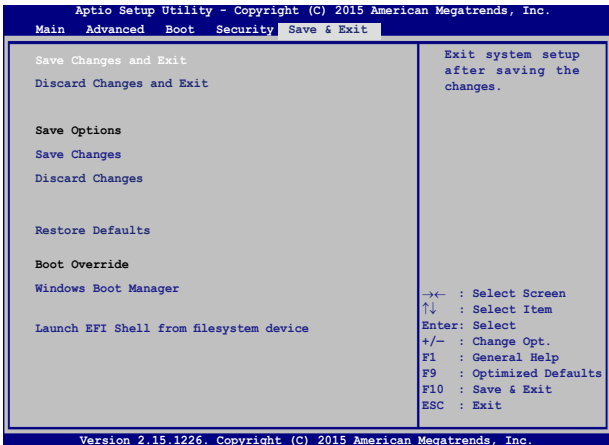 Aptio Setup Utility - Copyright (C) 2015 American Megatrends, Inc.
Main Advanced Boot Security Save & Exit
Save Changes and Exit
Discard Changes and Exit
Save Options
Save Changes
Discard Changes
Restore Defaults
Boot Override
Windows Boot Manager
Launch EFI Shell from filesystem device
Exit system setup
after saving the
changes.
→← : Select Screen
↑↓ : Select Item
Enter: Select
+/— : Change Opt.
F1 : General Help
F9 : Optimized Defaults
F10 : Save & Exit
ESC : Exit
Version 2.15.1226. Copyright (C) 2015 American Megatrends, Inc.